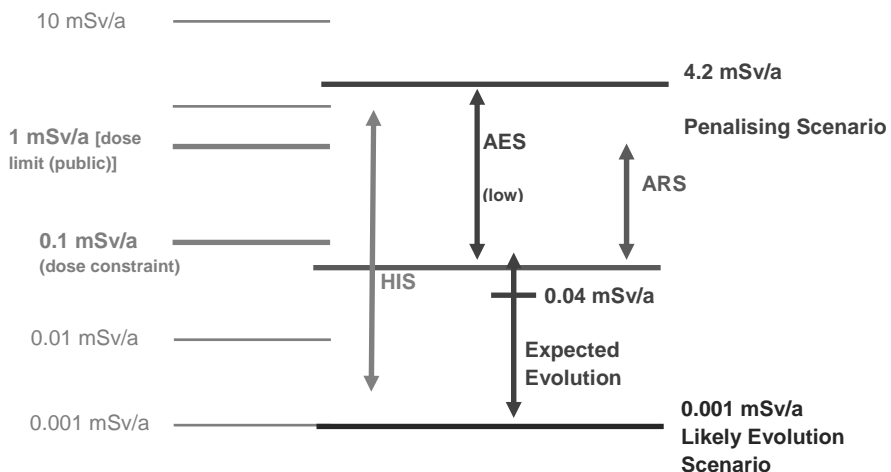 10 mSv/a
4.2 mSv/a
Penalising Scenario
1 mSv/a [dose
limit (public)]
AES
(low)
ARS
0.1 mSv/a
(dose constraint)
HIS
0.04 mSv/a
0.01 mSv/a
Expected
Evolution
0.001 mSv/a
0.001 mSv/a
Likely Evolution
Scenario